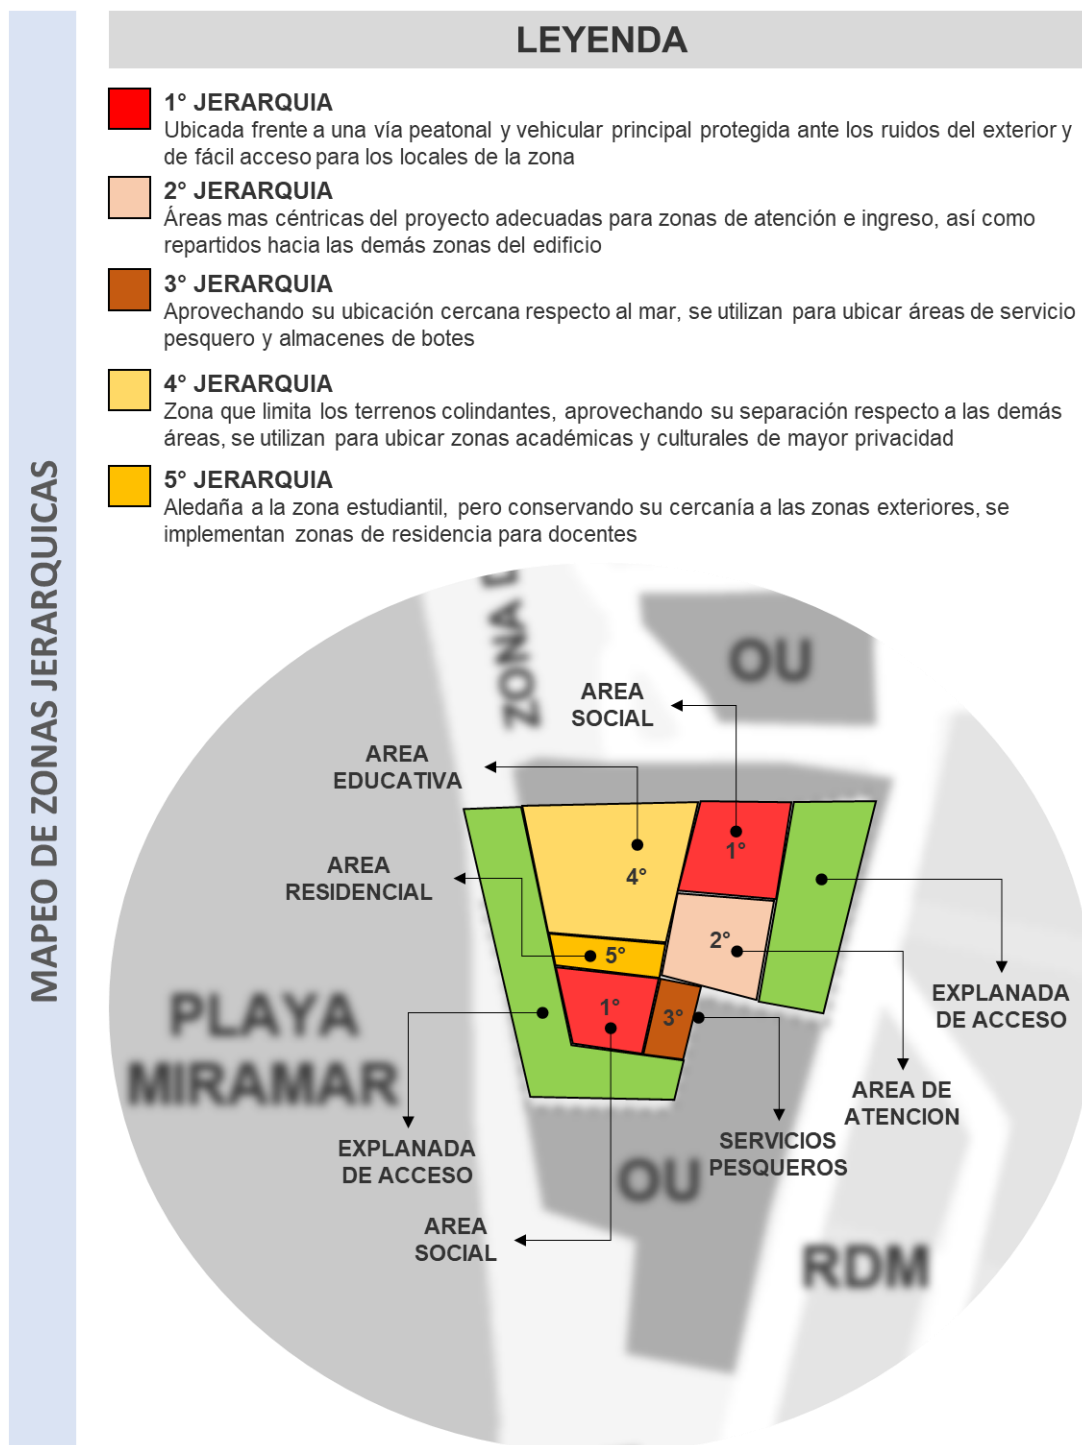 MAPEO DE ZONAS JERARQUICAS
LEYENDA
1° JERARQUIA
Ubicada frente a una vía peatonal y vehicular principal protegida ante los ruidos del exterior y
de fácil acceso para los locales de la zona
2° JERARQUIA
Áreas mas céntricas del proyecto adecuadas para zonas de atención e ingreso, así como
repartidos hacia las demás zonas del edificio
3° JERARQUIA
Aprovechando su ubicación cercana respecto al mar, se utilizan para ubicar áreas de servicio
pesquero y almacenes de botes
4° JERARQUIA
Zona que limita los terrenos colindantes, aprovechando su separación respecto a las demás
áreas, se utilizan para ubicar zonas académicas y culturales de mayor privacidad
5° JERARQUIA
Aledaña a la zona estudiantil, pero conservando su cercanía a las zonas exteriores, se
implementan zonas de residencia para docentes
ZONA
OU
AREA
SOCIAL
AREA
EDUCATIVA
AREA
RESIDENCIAL
1°
4°
2°
5°
1°
3°
PLAYA
MIRAMAR
EXPLANADA
DE ACCESO
AREA DE
ATENCION
SERVICIOS
PESQUEROS
EXPLANADA
DE ACCESO
OU
AREA
SOCIAL
RDM